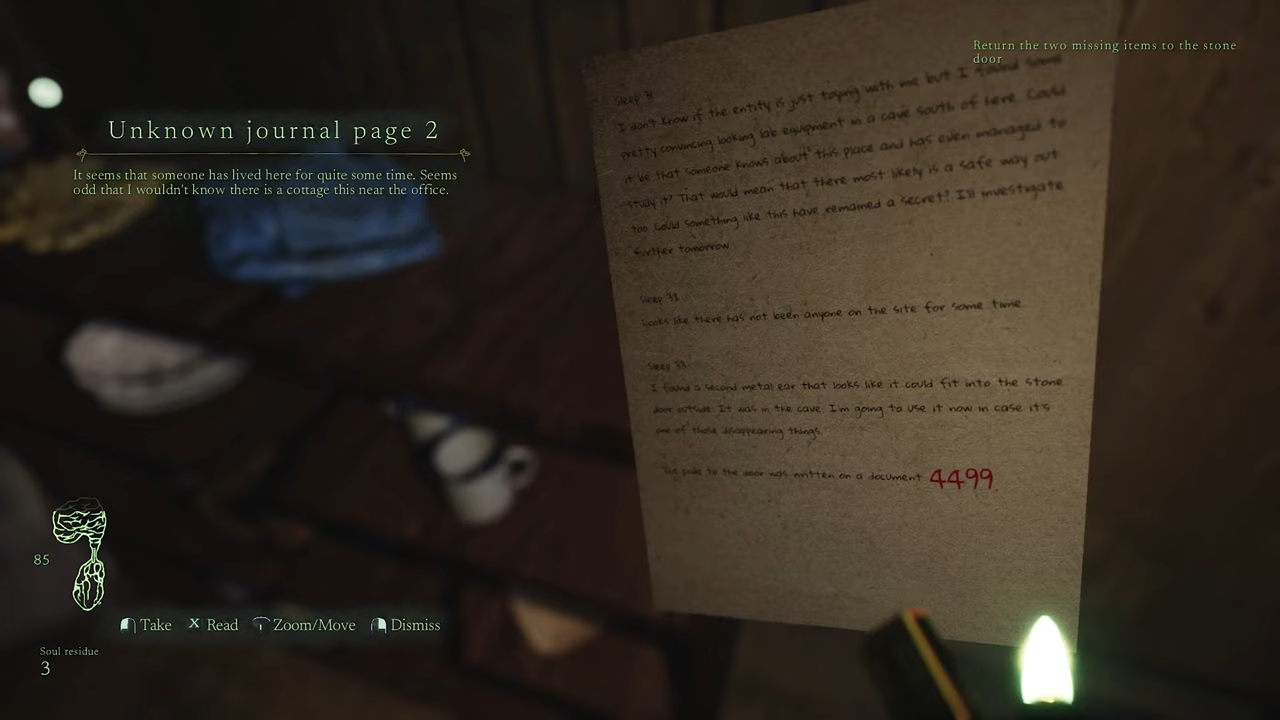 Return the two missing items to the stone
door
Unknown journal page 2
It seems that someone has lived here for quite some time. Seems
odd that I wouldn't know there is a cottage this near the office.
Sleep 31
I don't know if the entity is just toying with me but I found some
pretty convincing looking lab equipment in a cave south of here. Could
it be that someone knows about this place and has even managed to
study it? That would mean that there most likely is a safe way out
too. Could something like this have remained a secret? I'll investigate
further tomorrow
Sleep 32
Looks like there has not been anyone on the site for some time
Sleep 33
I found a second metal ear that looks like it could fit into the stone
door outside. It was in the cave I'm going to use it now in case it's
one of those disappearing things.
The code to the door was written on a document 4499
85
Take X Read Zoom/Move Dismiss
Soul residue
3